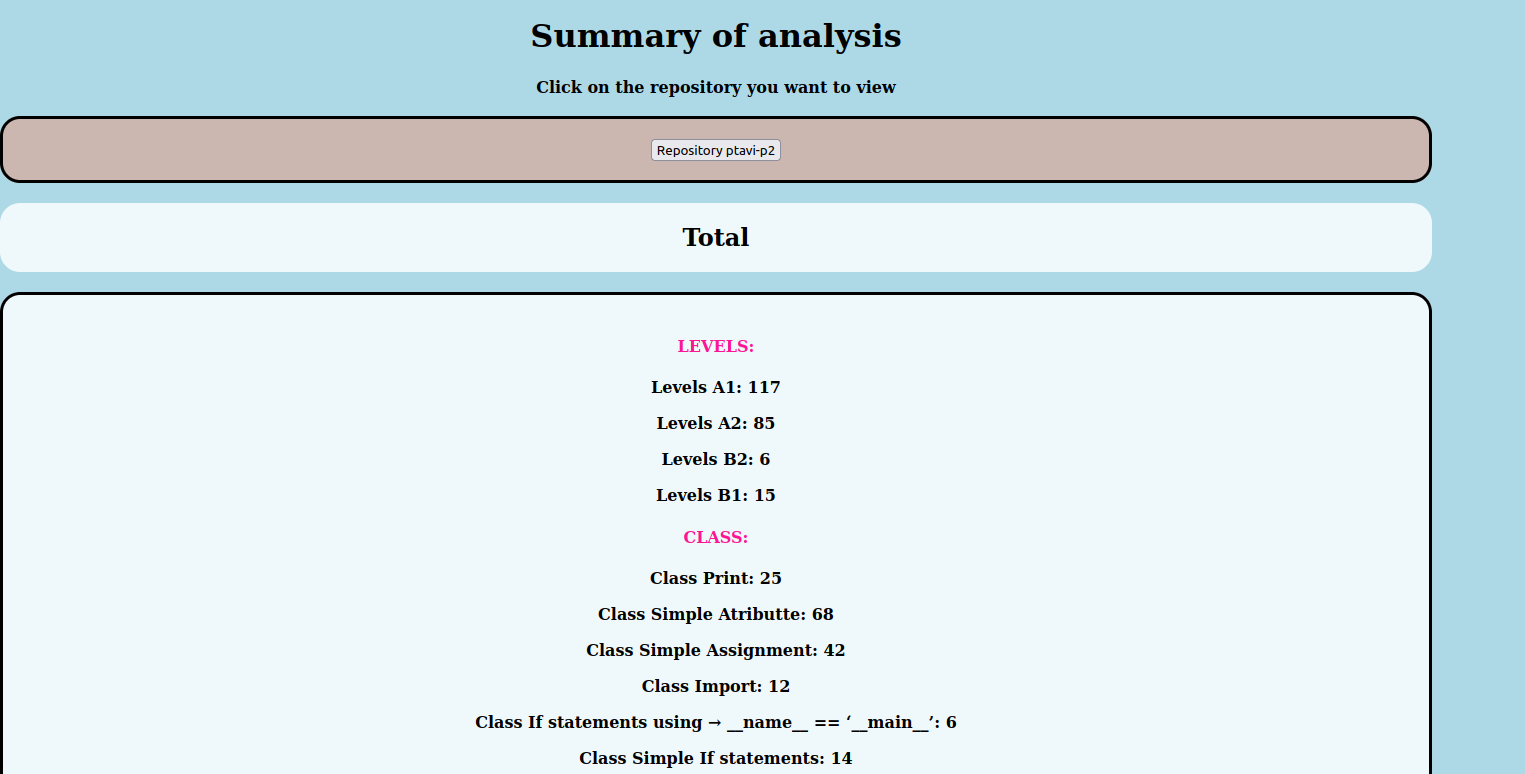 Summary of analysis
Click on the repository you want to view
Repository ptavi-p2
Total
LEVELS:
Levels A1: 117
Levels A2: 85
Levels B2: 6
Levels B1: 15
CLASS:
Class Print: 25
Class Simple Atributte: 68
Class Simple Assignment: 42
Class Import: 12
Class If statements using → __name__ == ‘__main__’: 6
Class Simple If statements: 14